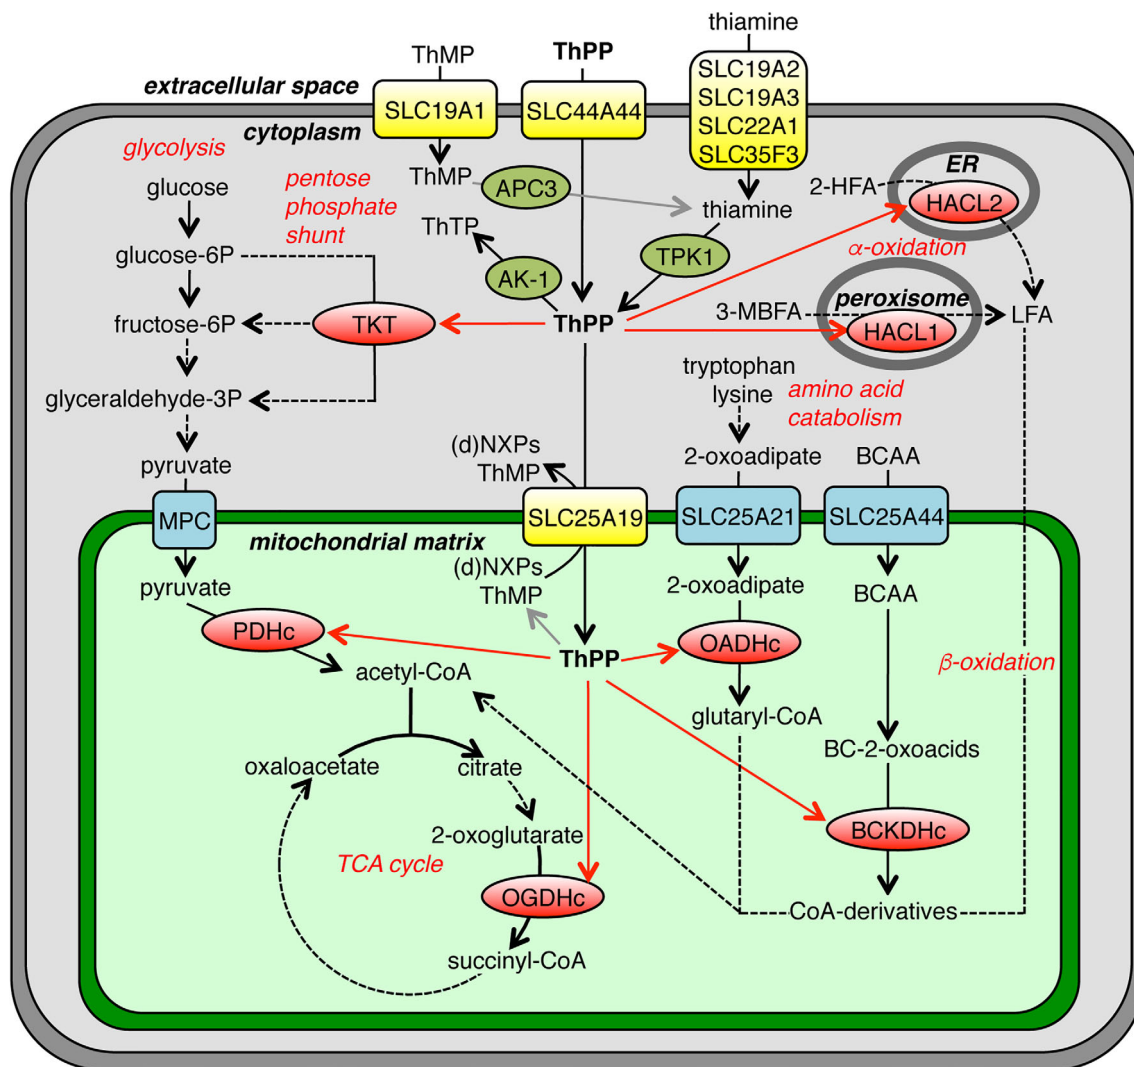 thiamine
ThMP
ThPP
extracellular space
SLC19A1
SLC44A44
SLC19A2
SLC19A3
SLC22A1
SLC35F3
cytoplasm
glycolysis
glucose
pentose
phosphate
shunt
ThMP
APC3
thiamine
2-HFA
ER
HACL2
α-oxidation
ThTP
AK-1
TPK1
glucose-6P
fructose-6P
TKT
ThPP
3-MBFA
peroxisome
HACL1
LFA
glyceraldehyde-3P
tryptophan
lysine
amino acid
catabolism
pyruvate
(d)NXPs
ThMP
2-oxoadipate
BCAA
MPC
SLC25A19
SLC25A21
SLC25A44
mitochondrial matrix
pyruvate
(d)NXPs
ThMP
2-oxoadipate
BCAA
PDHc
ThPP
OADHc
β-oxidation
acetyl-CoA
glutaryl-CoA
oxaloacetate
citrate
BC-2-oxoacids
2-oxoglutarate
BCKDHc
TCA cycle
OGDHc
CoA-derivatives
succinyl-CoA